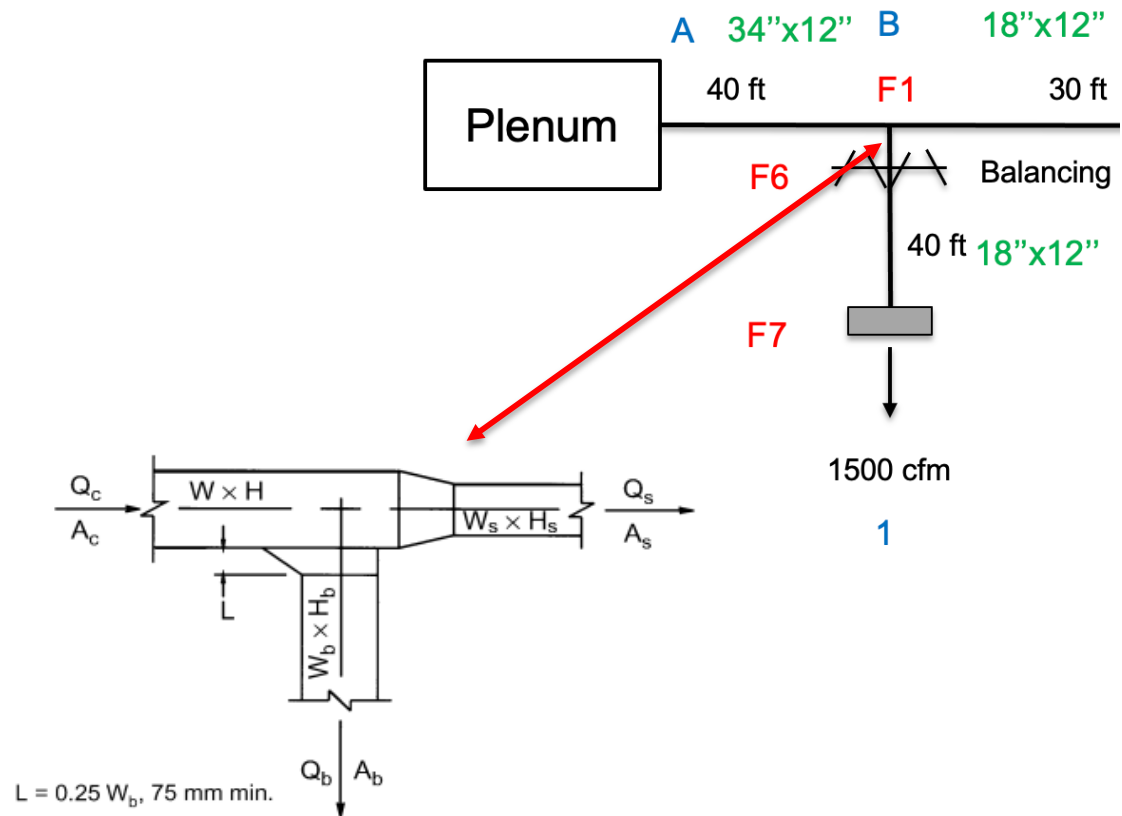 A 34’’x12’’ B 18’’x12’’
40 ft F1 30 ft
Plenum
F6 Balancing
40 ft 18’’x12’’
F7
1500 cfm
1
Qc W × H Qs
Ac Ws × Hs As
L
Wb × Hb
Qb Ab
L = 0.25 Wb, 75 mm min.